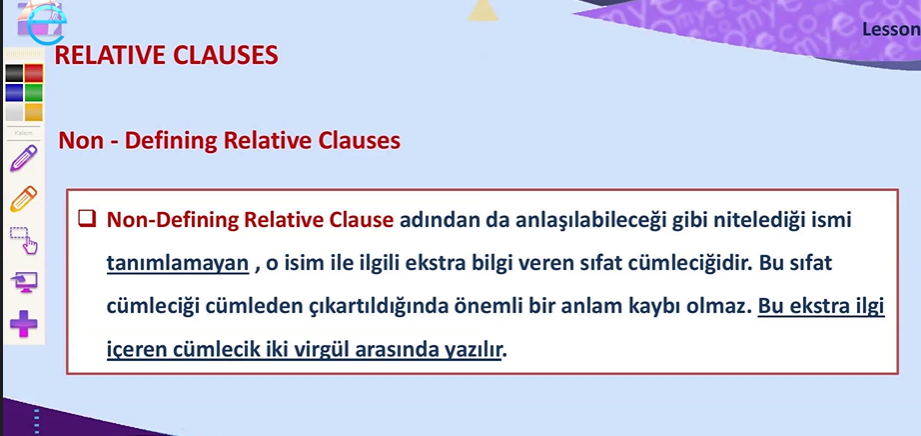 Lesson
RELATIVE CLAUSES
Kalem
Non - Defining Relative Clauses
❑ Non-Defining Relative Clause adından da anlaşılabileceği gibi nitelediği ismi
tanımlamayan , o isim ile ilgili ekstra bilgi veren sıfat cümleciğidir. Bu sıfat
cümleciği cümleden çıkartıldığında önemli bir anlam kaybı olmaz. Bu ekstra ilgi
içeren cümlecik iki virgül arasında yazılır.